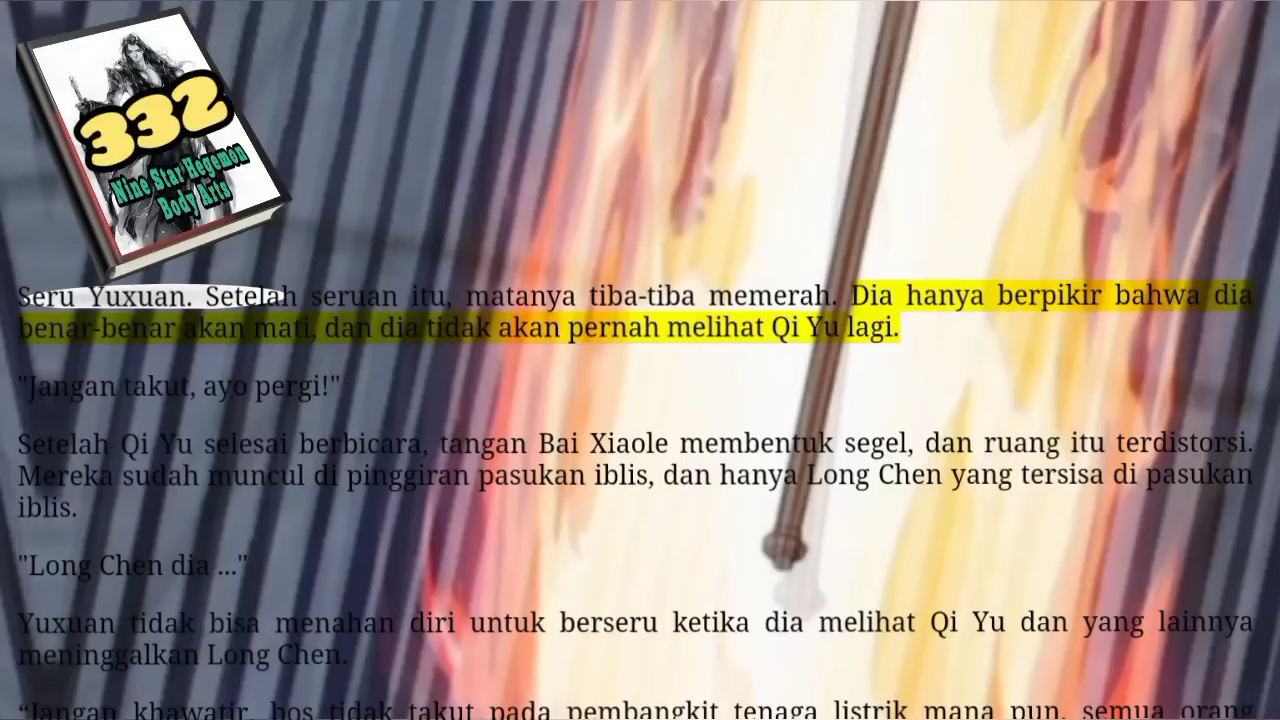 332
Nine Star Hegemon
Body Arts
Seru Yuxuan. Setelah seruan itu, matanya tiba-tiba memerah. Dia hanya berpikir bahwa dia
benar-benar akan mati, dan dia tidak akan pernah melihat Qi Yu lagi.
"Jangan takut, ayo pergi!"
Setelah Qi Yu selesai berbicara, tangan Bai Xiaole membentuk segel, dan ruang itu terdistorsi.
Mereka sudah muncul di pinggiran pasukan iblis, dan hanya Long Chen yang tersisa di pasukan
iblis.
"Long Chen dia ..."
Yuxuan tidak bisa menahan diri untuk berseru ketika dia melihat Qi Yu dan yang lainnya
meninggalkan Long Chen.
“Jangan khawatir, bos tidak takut pada pembangkit tenaga listrik mana pun, semua orang